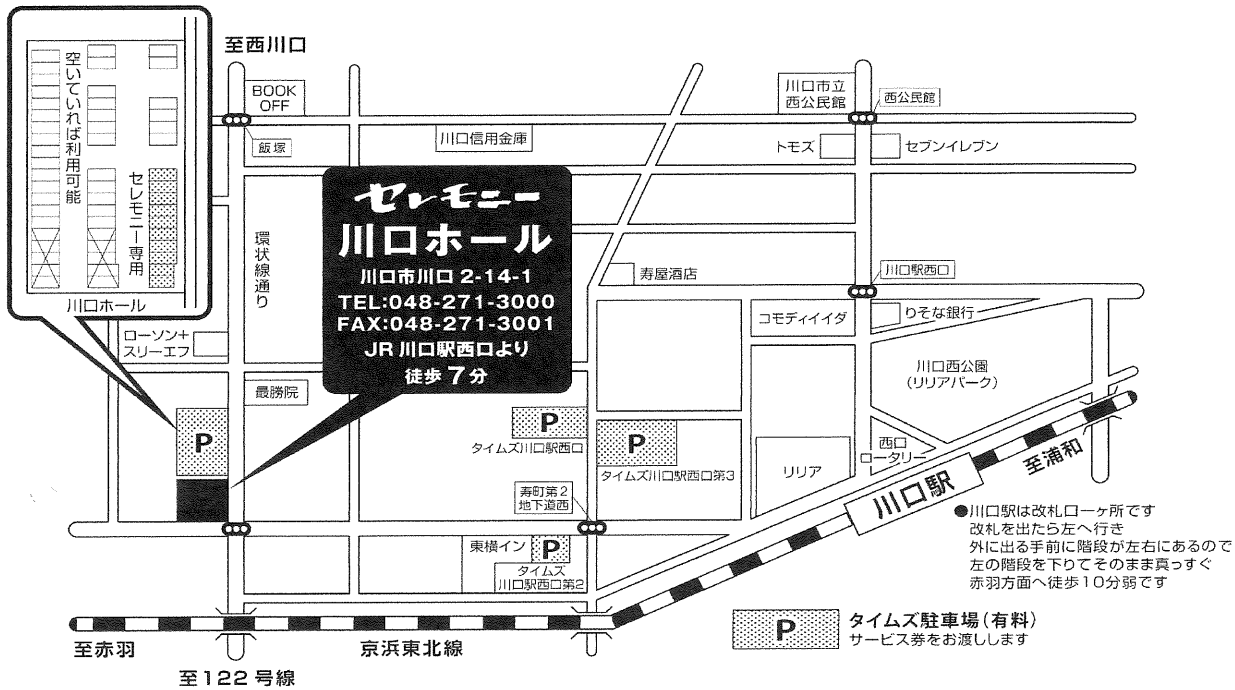 至西川口
空いていれば利用可能
セレモニー専用
川口ホール
BOOK
OFF
飯塚
川口信用金庫
川口市立
西公民館
西公民館
トモズ
セブンイレブン
環状線通り
セレモニー
川口ホール
川口市川口 2-14-1
TEL:048-271-3000
FAX:048-271-3001
JR 川口駅西口より
徒歩 7 分
寿屋酒店
川口駅西口
コモディイイダ
りそな銀行
川口西公園
(リリアパーク)
ローソン+
スリーエフ
最勝院
P
P
タイムズ川口駅西口
P
タイムズ川口駅西口第3
リリア
西口
ロータリー
川口駅
至浦和
寿町第2
地下道西
東横イン
P
タイムズ
川口駅西口第2
●川口駅は改札口一ヶ所です
改札を出たら左へ行き
外に出る手前に階段が左右にあるので
左の階段を下りてそのまま真っすぐ
赤羽方面へ徒歩10分弱です
P
タイムズ駐車場(有料)
サービス券をお渡しします
至赤羽
京浜東北線
至122号線